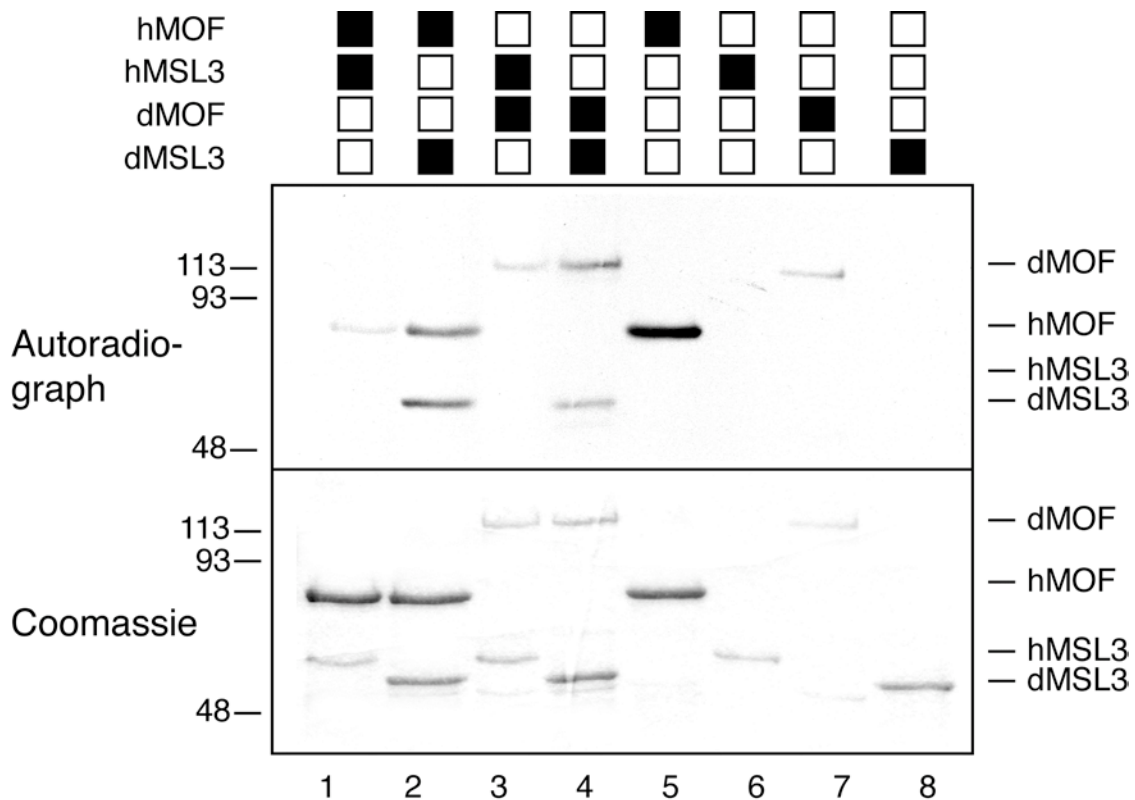 hMOF
hMSL3
dMOF
dMSL3
Autoradio-
graph
113
93
48
dMOF
hMOF
hMSL3
dMSL3
Coomassie
113
93
48
dMOF
hMOF
hMSL3
dMSL3
1 2 3 4 5 6 7 8